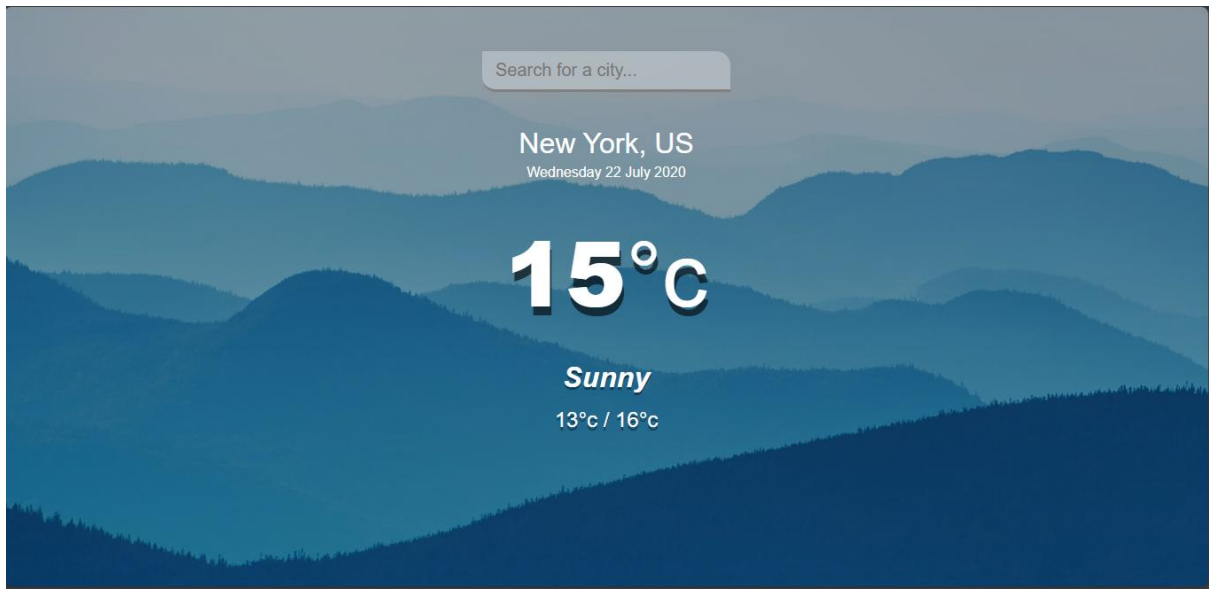 Search for a city...
New York, US
Wednesday 22 July 2020
15°c
Sunny
13°c / 16°c